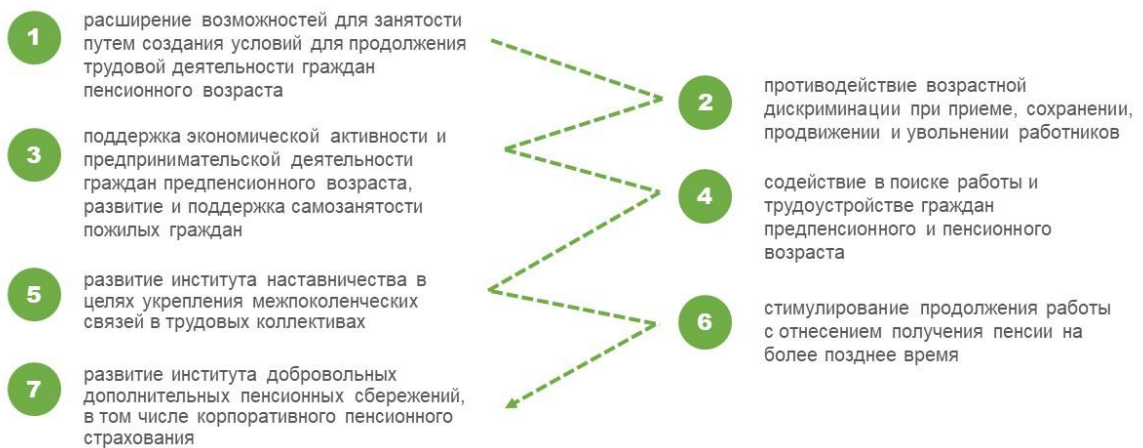 1
расширение возможностей для занятости
путем создания условий для продолжения
трудовой деятельности граждан
пенсионного возраста
2
противодействие возрастной
дискриминации при приеме, сохранении,
продвижении и увольнении работников
3
поддержка экономической активности и
предпринимательской деятельности
граждан предпенсионного возраста,
развитие и поддержка самозанятости
пожилых граждан
4
содействие в поиске работы и
трудоустройстве граждан
предпенсионного и пенсионного
возраста
5
развитие института наставничества в
целях укрепления межпоколенческих
связей в трудовых коллективах
6
стимулирование продолжения работы
с отнесением получения пенсии на
более позднее время
7
развитие института добровольных
дополнительных пенсионных сбережений,
в том числе корпоративного пенсионного
страхования